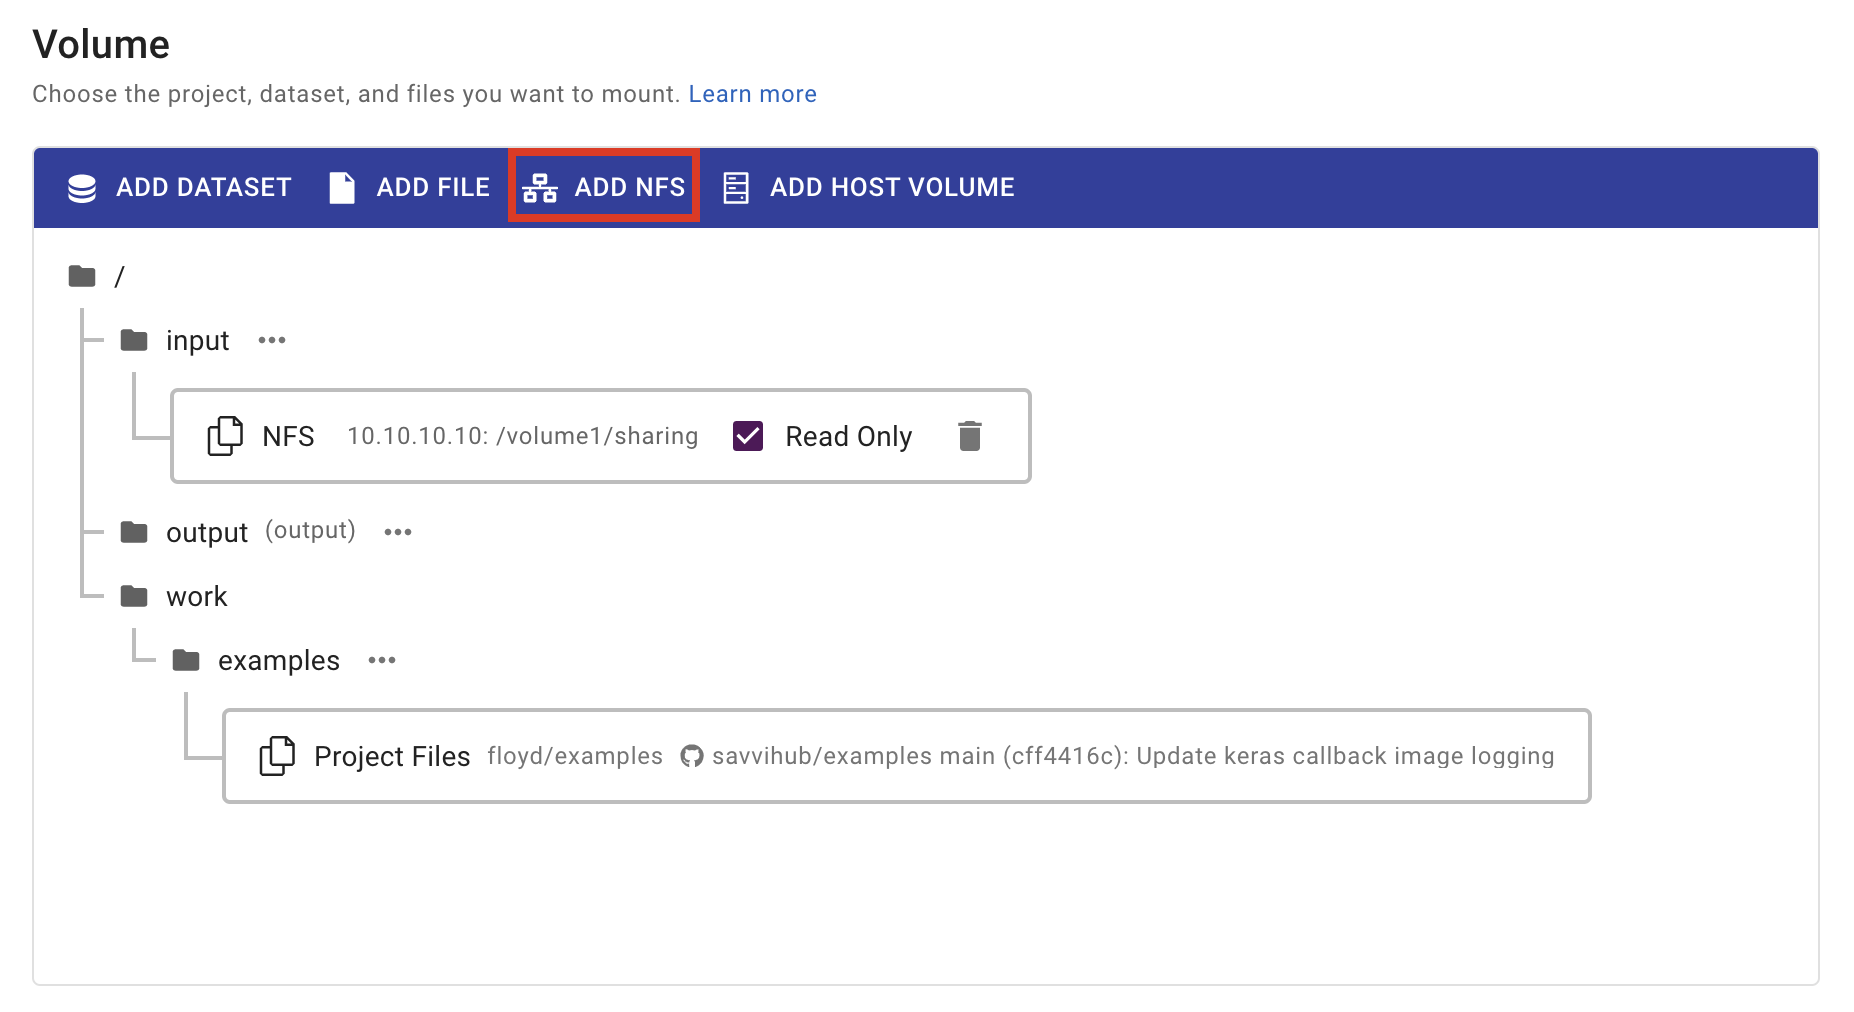 Volume
Choose the project, dataset, and files you want to mount. Learn more
ADD DATASET ADD FILE ADD NFS ADD HOST VOLUME
/
input
NFS 10.10.10.10: /volume1/sharing Read Only
output (output)
work
examples
Project Files floyd/examples savvihub/examples main (cff4416c): Update keras callback image logging